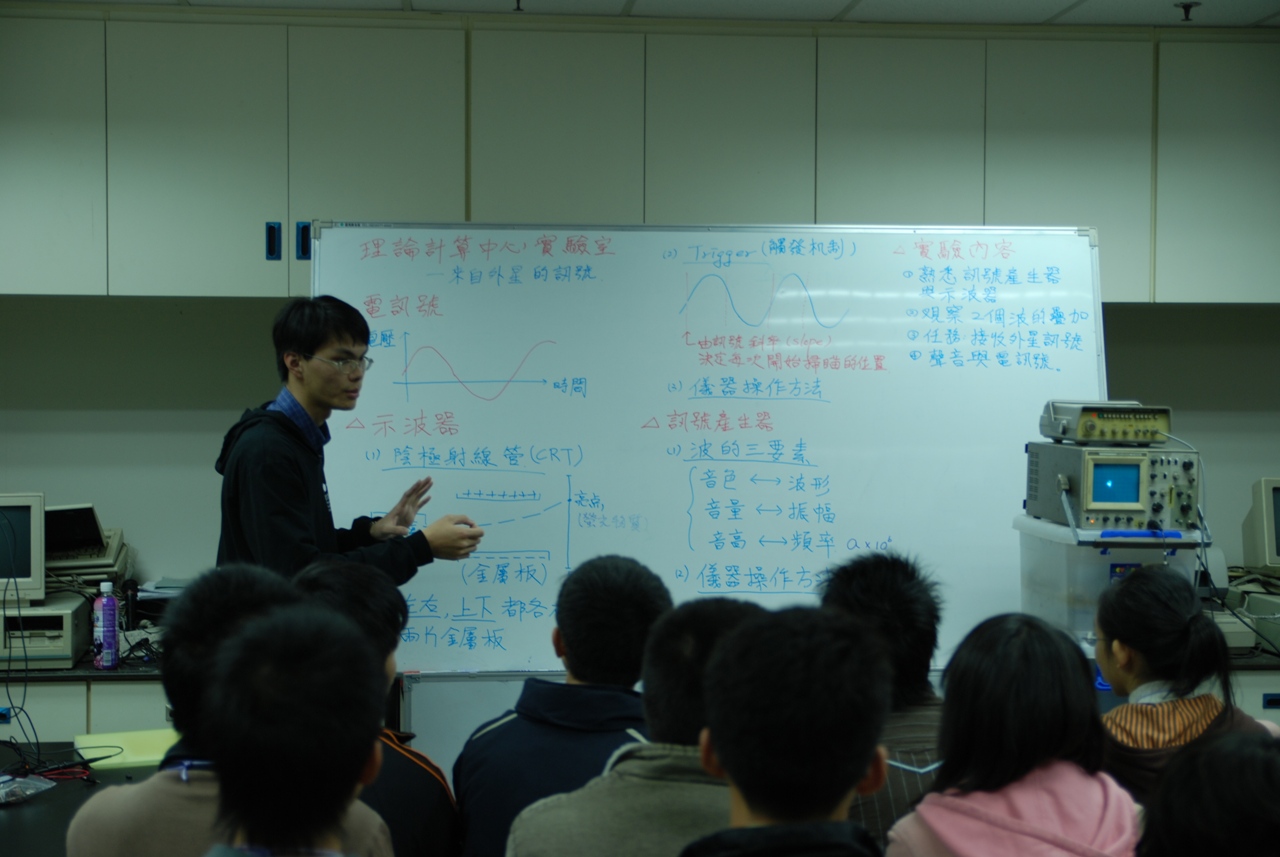 理論計算中心,實驗室
—來自外星的訊號
電訊號
電壓
時間
△示波器
(1) 陰極射線管(CRT)
+++++++
亮点,
(螢光物質)
(金屬板)
左右,上下都各有
兩片金屬板
(2) Trigger(觸發机制)
↑由訊號斜率(slope)
決定每次開始掃瞄的位置
(3) 儀器操作方法
△訊號產生器
(1) 波的三要素
音色 ↔ 波形
音量 ↔ 振幅
音高 ↔ 頻率
(2) 儀器操作方法
△實驗內容
① 熟悉訊號產生器
與示波器
② 觀察2個波的疊加
③ 任務:接收外星訊號
④ 聲音與電訊號。